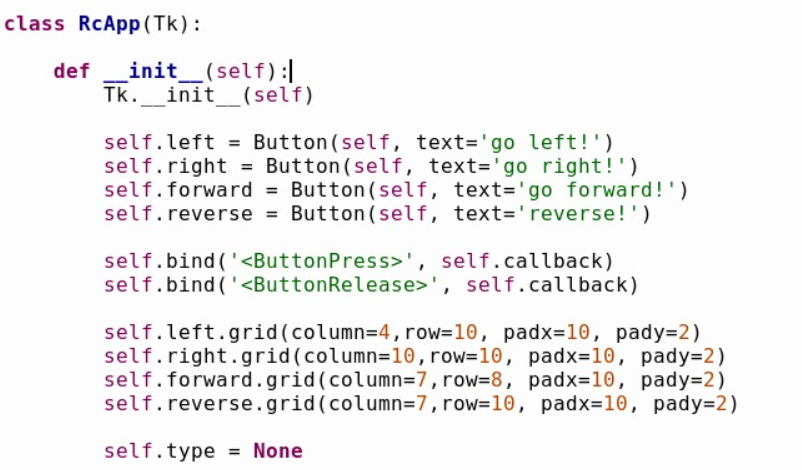 class RcApp(Tk):
    def __init__(self):
        Tk.__init__(self)
        self.left = Button(self, text='go left!')
        self.right = Button(self, text='go right!')
        self.forward = Button(self, text='go forward!')
        self.reverse = Button(self, text='reverse!')
        self.bind('<ButtonPress>', self.callback)
        self.bind('<ButtonRelease>', self.callback)
        self.left.grid(column=4,row=10, padx=10, pady=2)
        self.right.grid(column=10,row=10, padx=10, pady=2)
        self.forward.grid(column=7,row=8, padx=10, pady=2)
        self.reverse.grid(column=7,row=10, padx=10, pady=2)
        self.type = None